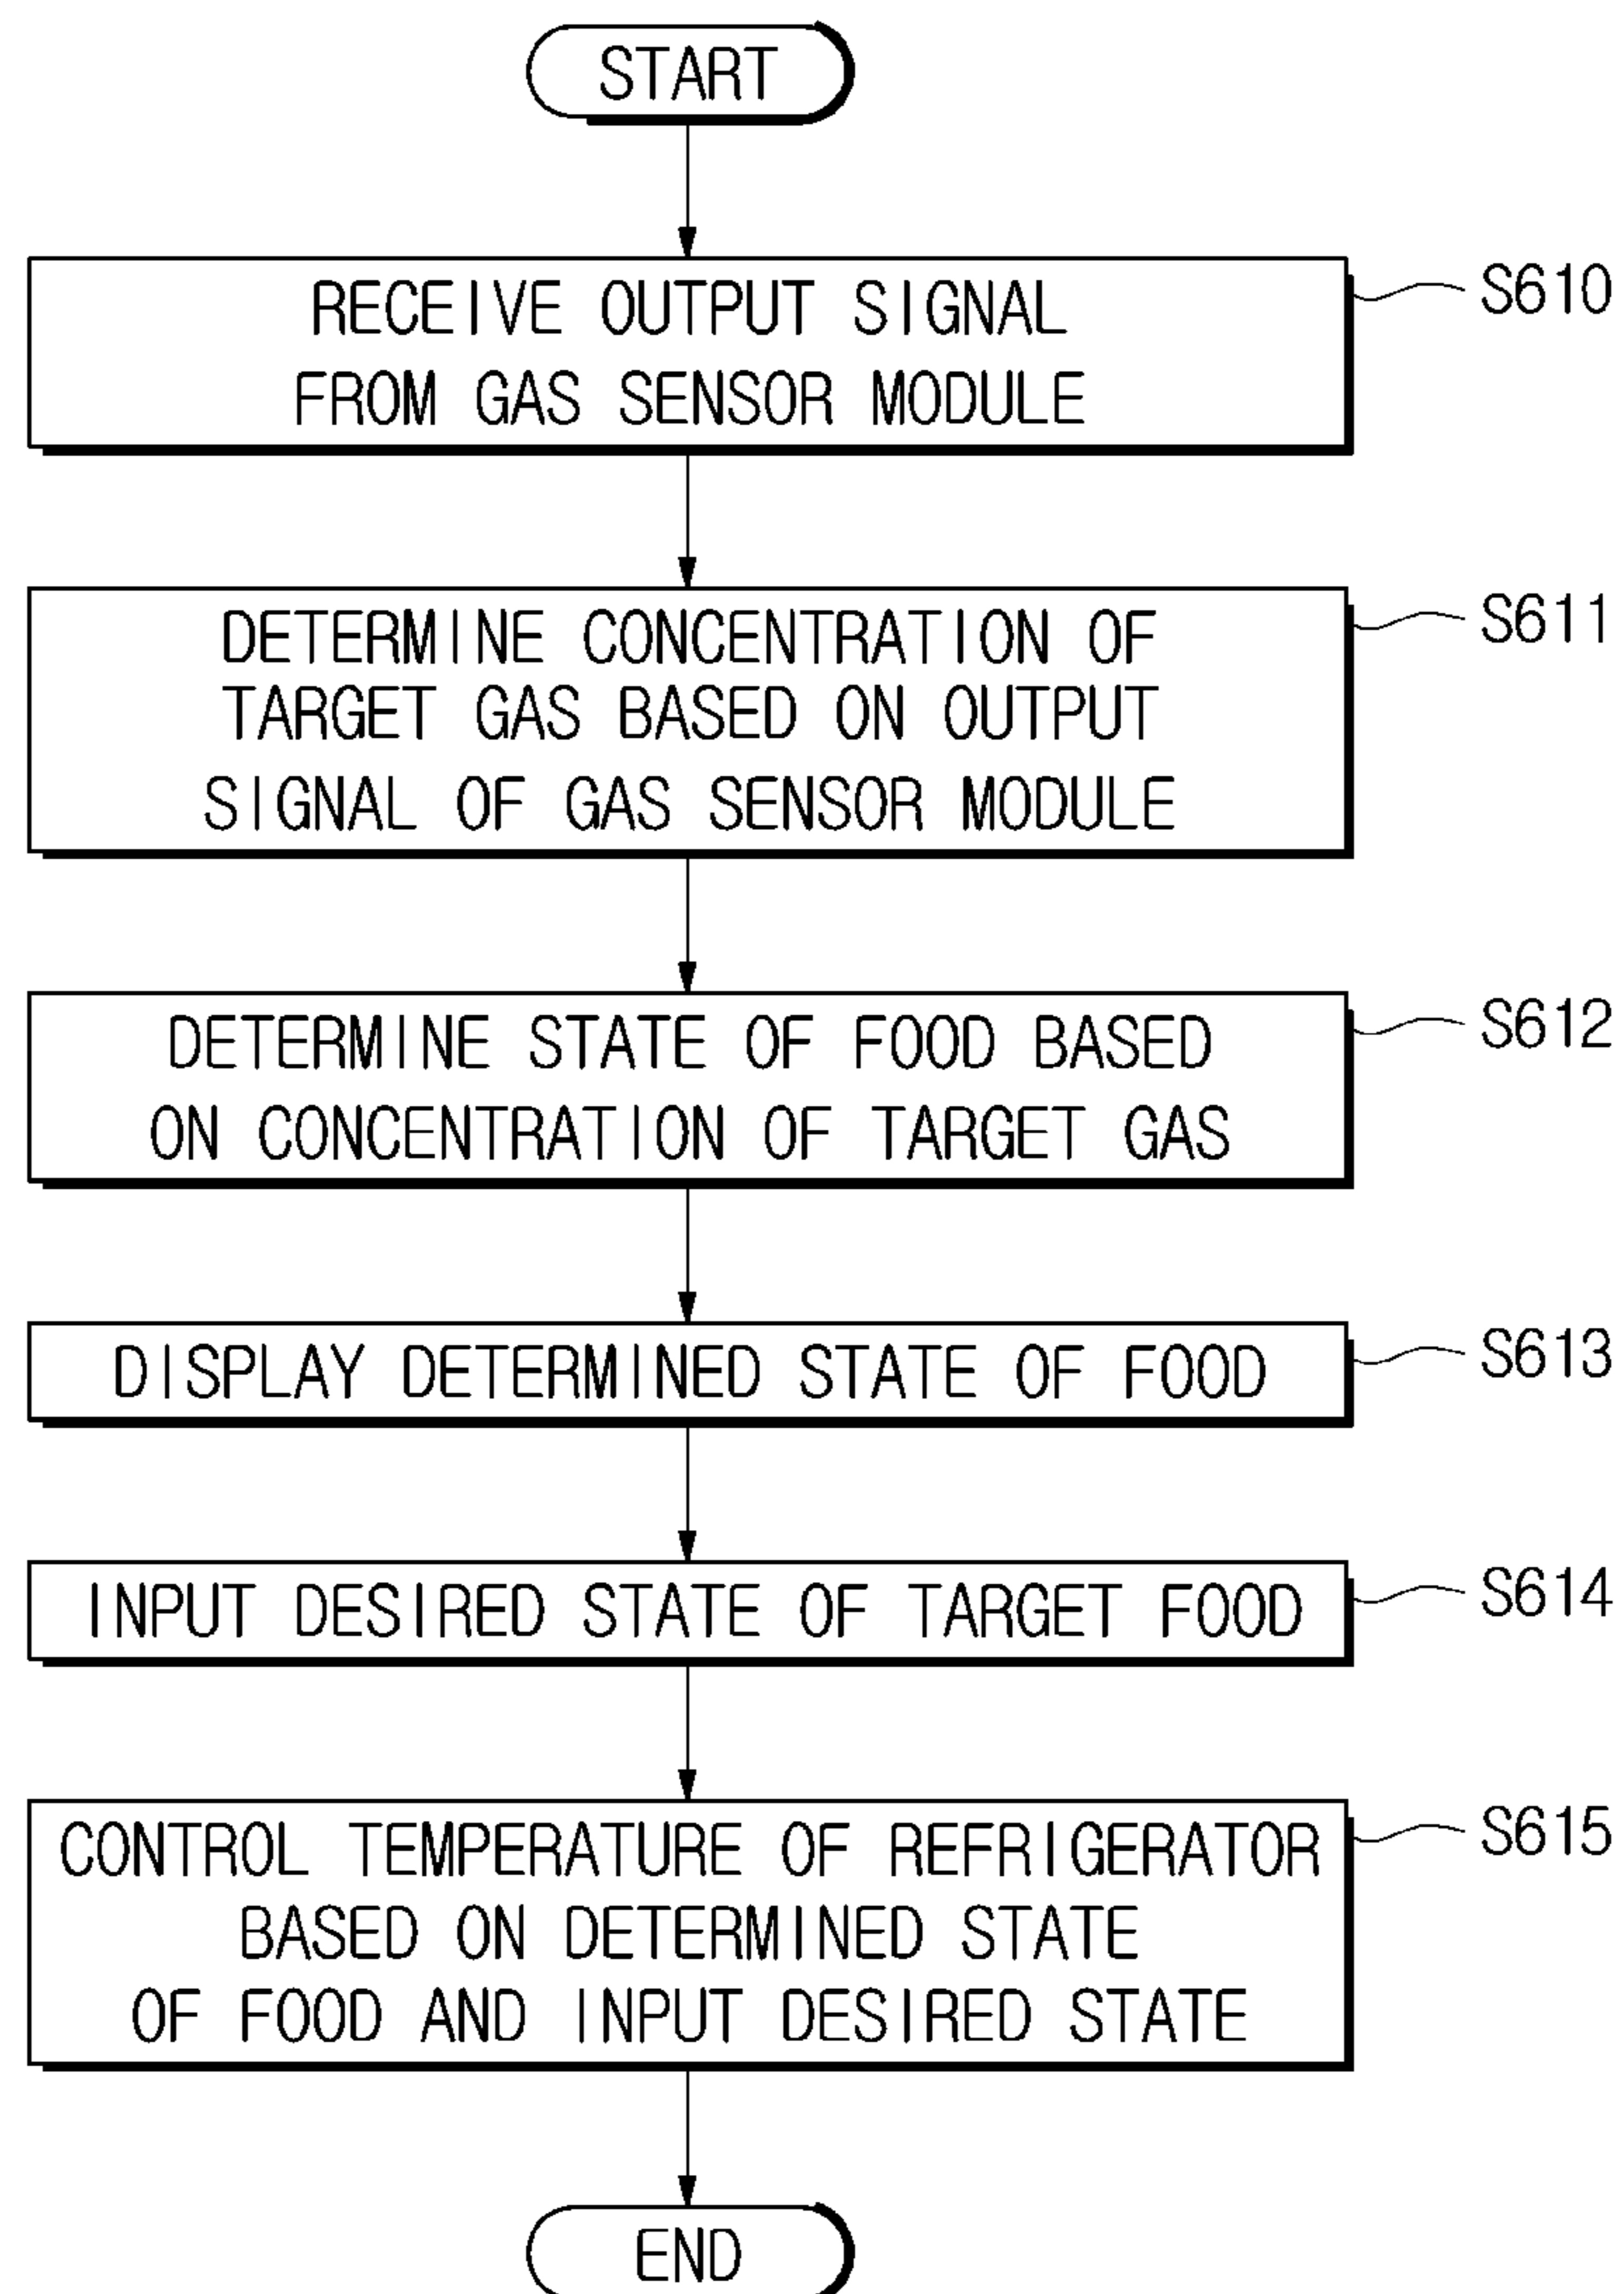 START
RECEIVE OUTPUT SIGNAL
FROM GAS SENSOR MODULE
S610
DETERMINE CONCENTRATION OF
TARGET GAS BASED ON OUTPUT
SIGNAL OF GAS SENSOR MODULE
S611
DETERMINE STATE OF FOOD BASED
ON CONCENTRATION OF TARGET GAS
S612
DISPLAY DETERMINED STATE OF FOOD
S613
INPUT DESIRED STATE OF TARGET FOOD
S614
CONTROL TEMPERATURE OF REFRIGERATOR
BASED ON DETERMINED STATE
OF FOOD AND INPUT DESIRED STATE
S615
END